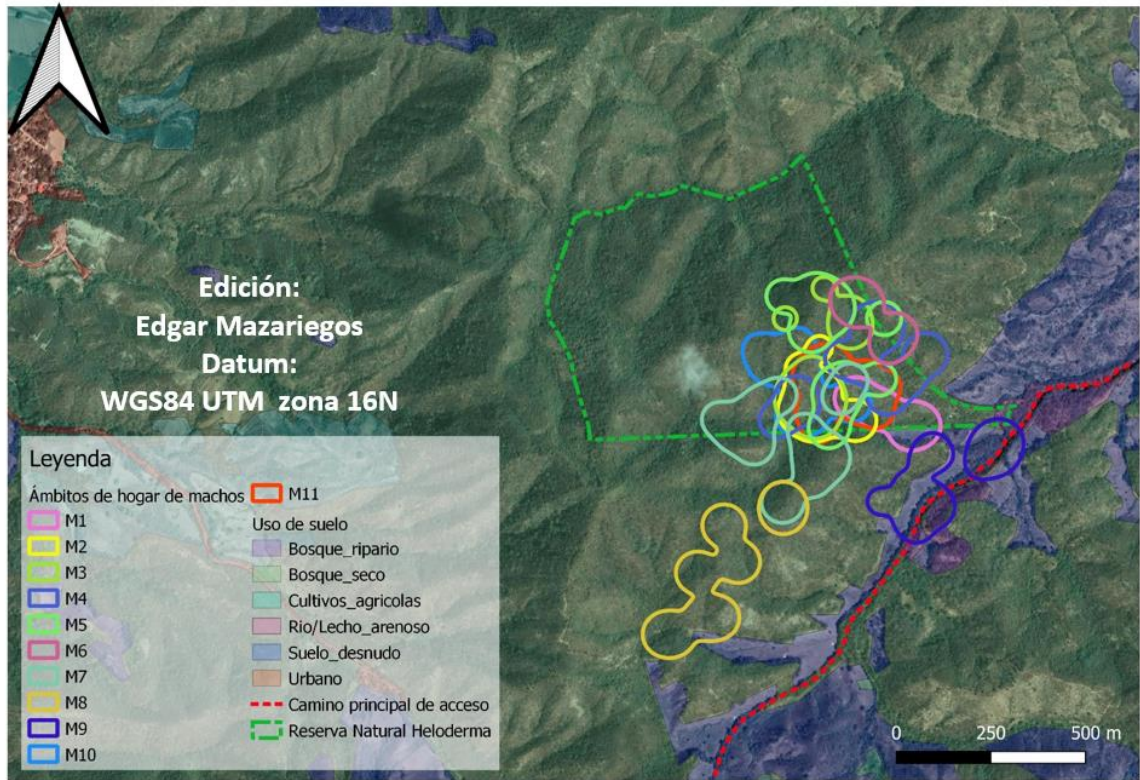 Edición:
Edgar Mazariegos
Datum:
WGS84 UTM zona 16N
Leyenda
Ámbitos de hogar de machos
M1
M2
M3
M4
M5
M6
M7
M8
M9
M10
M11
Uso de suelo
Bosque_ripario
Bosque_seco
Cultivos_agricolas
Rio/Lecho_arenoso
Suelo_desnudo
Urbano
Camino principal de acceso
Reserva Natural Heloderma
0 250 500 m